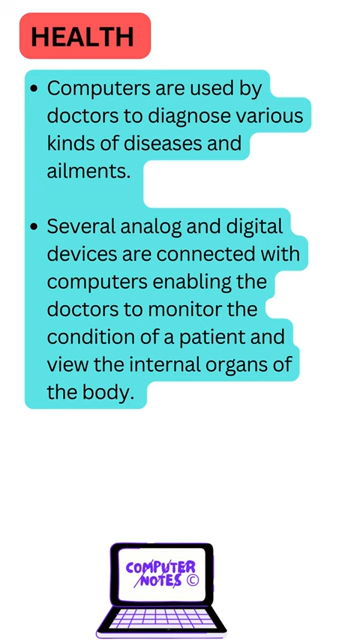 HEALTH
• Computers are used by
doctors to diagnose various
kinds of diseases and
ailments.
• Several analog and digital
devices are connected with
computers enabling the
doctors to monitor the
condition of a patient and
view the internal organs of
the body.
COMPUTER
NOTES ©